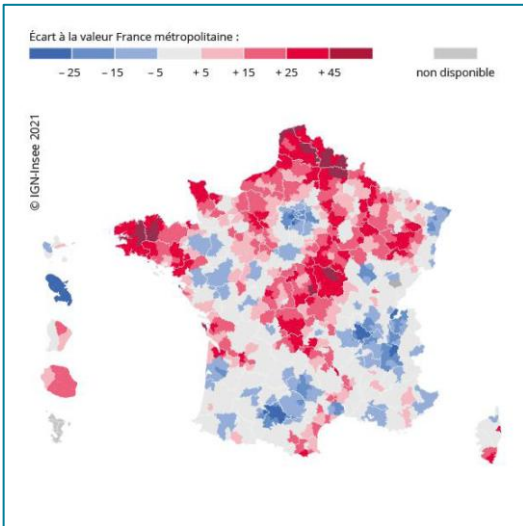 Écart à la valeur France métropolitaine :
– 25 – 15 – 5 + 5 + 15 + 25 + 45
non disponible
© IGN-Insee 2021